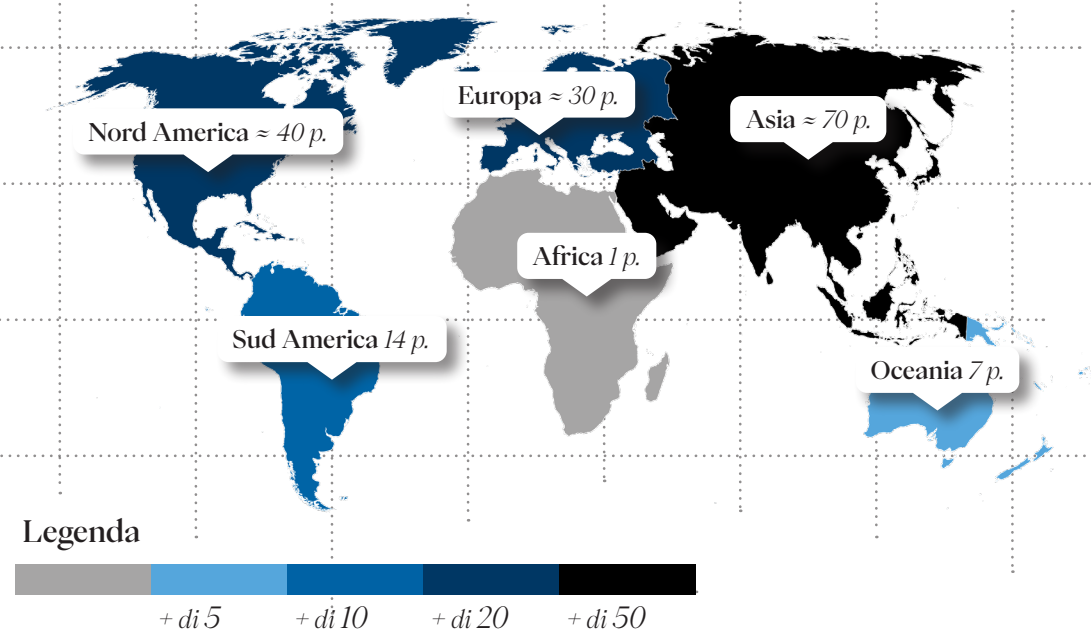 Europa ≈ 30 p.
Nord America ≈ 40 p.
Asia ≈ 70 p.
Africa 1 p.
Sud America 14 p.
Oceania 7 p.
Legenda
+ di 5
+ di 10
+ di 20
+ di 50